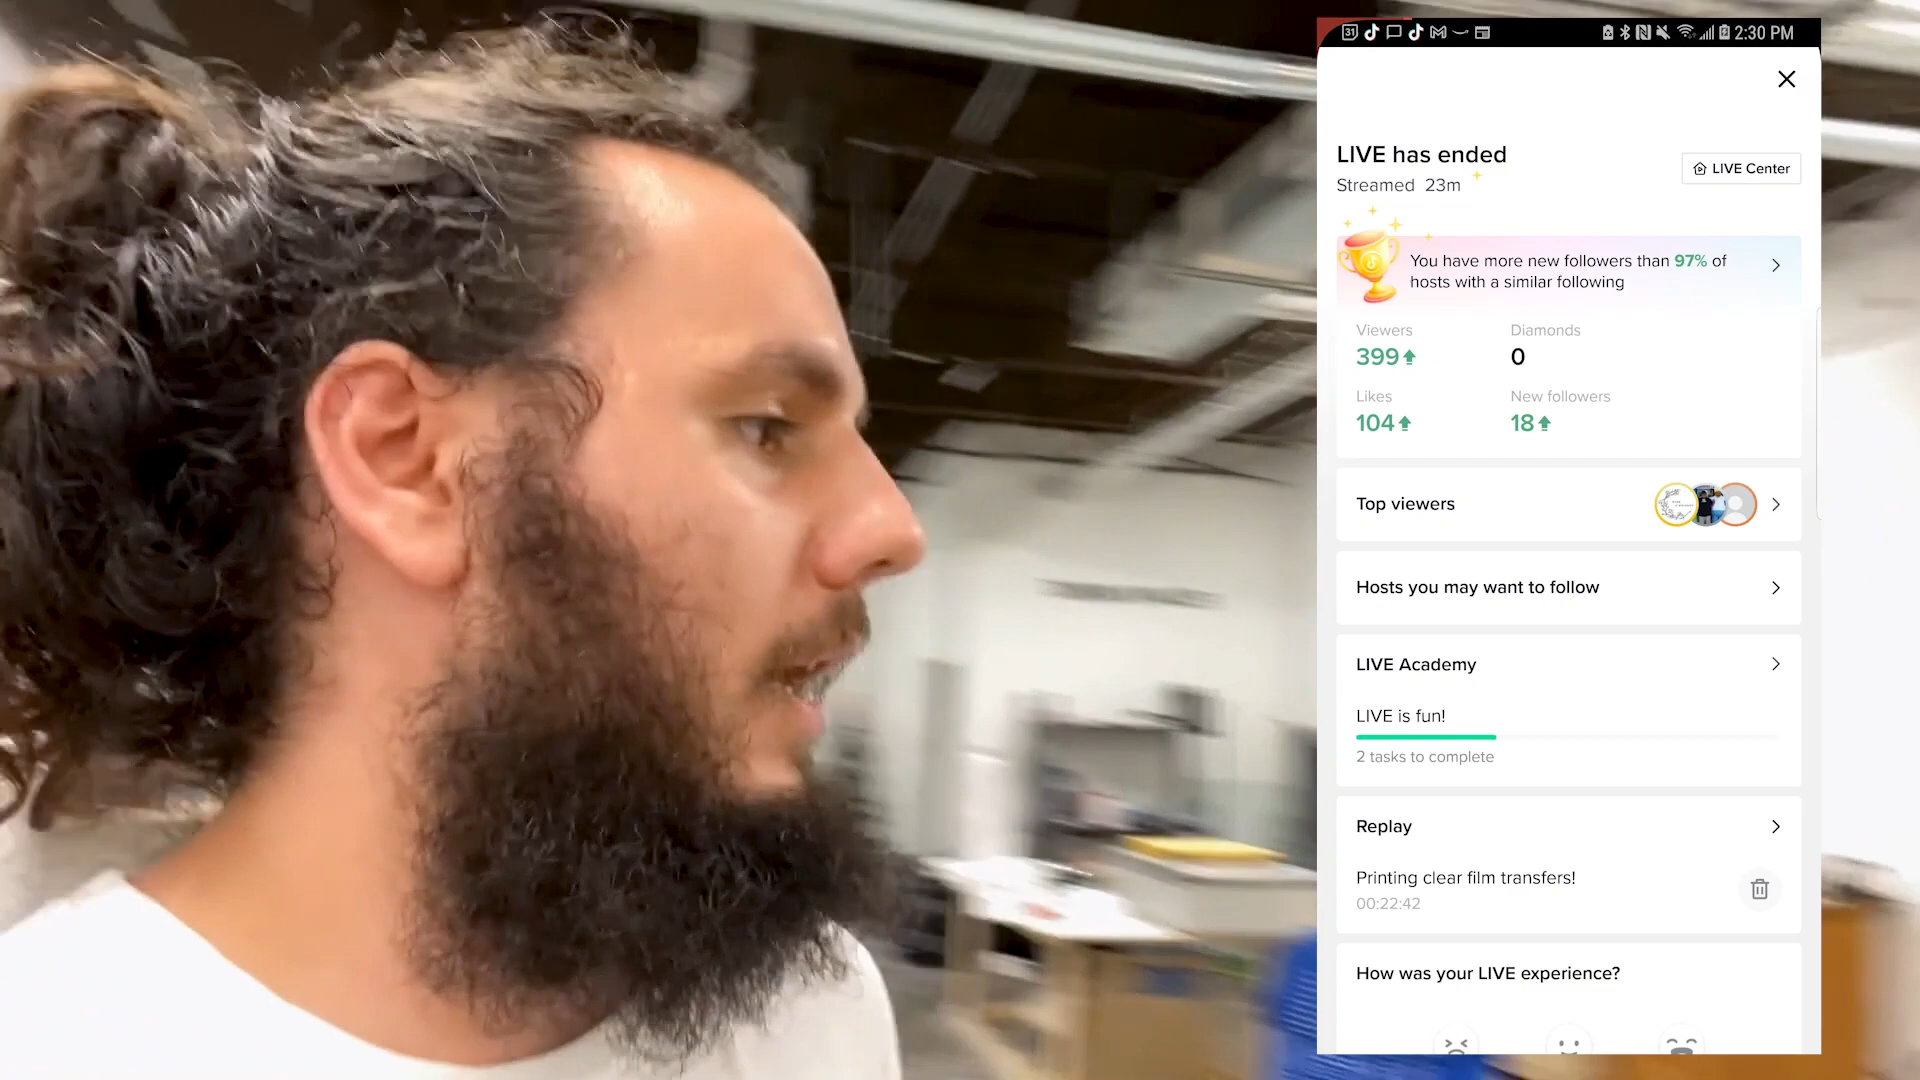 31 2:30 PM
LIVE has ended
LIVE Center
Streamed 23m
You have more new followers than 97% of
hosts with a similar following
Viewers Diamonds
399 0
Likes New followers
104 18
Top viewers
Hosts you may want to follow
LIVE Academy
LIVE is fun!
2 tasks to complete
Replay
Printing clear film transfers!
00:22:42
How was your LIVE experience?